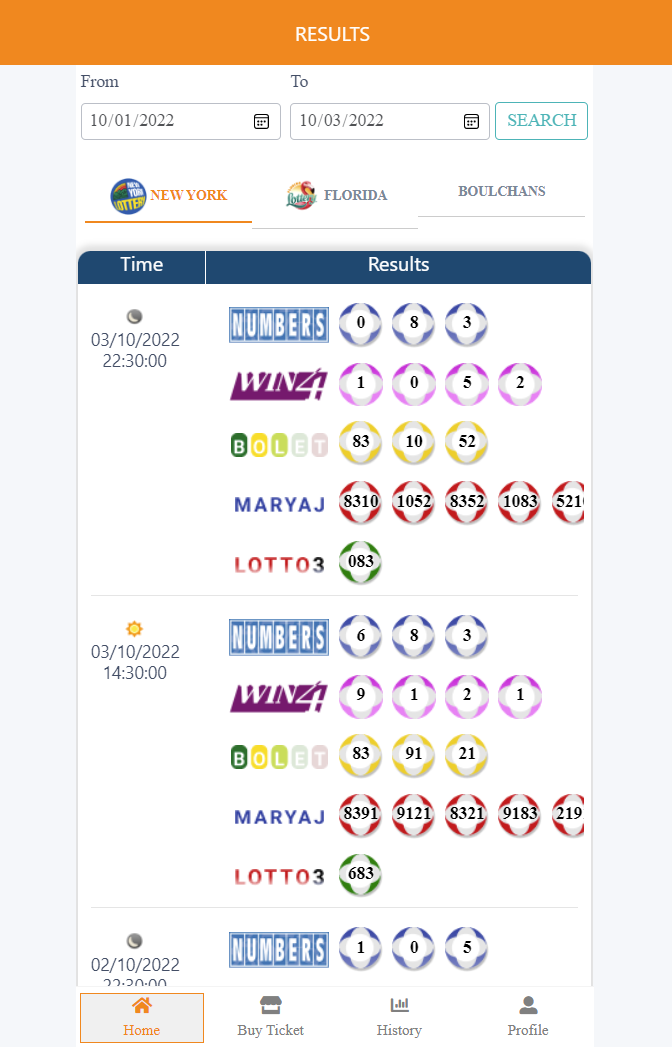 RESULTS
From To
10/01/2022 10/03/2022 SEARCH
NEW YORK LOTTERY NEW YORK Lottery FLORIDA BOULCHANS
Time Results
03/10/2022
22:30:00
NUMBERS 0 8 3
WIN4 1 0 5 2
BOLET 83 10 52
MARYAJ 8310 1052 8352 1083 521
LOTTO3 083
03/10/2022
14:30:00
NUMBERS 6 8 3
WIN4 9 1 2 1
BOLET 83 91 21
MARYAJ 8391 9121 8321 9183 219
LOTTO3 683
02/10/2022
22:30:00
NUMBERS 1 0 5
Home Buy Ticket History Profile